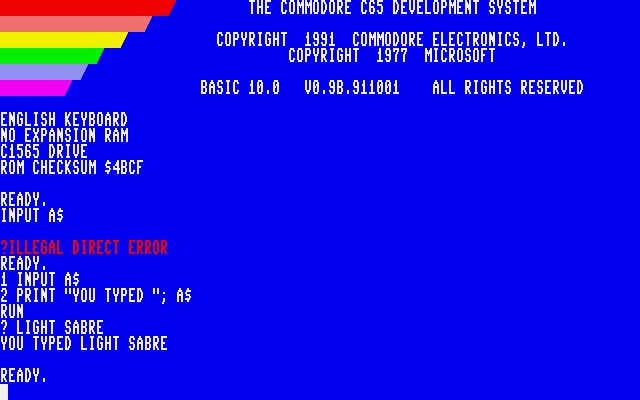 THE COMMODORE C65 DEVELOPMENT SYSTEM
COPYRIGHT 1991 COMMODORE ELECTRONICS, LTD.
COPYRIGHT 1977 MICROSOFT
BASIC 10.0 V0.9B.911001 ALL RIGHTS RESERVED
ENGLISH KEYBOARD
NO EXPANSION RAM
C1565 DRIVE
ROM CHECKSUM $4BCF
READY.
INPUT A$
?ILLEGAL DIRECT ERROR
READY.
1 INPUT A$
2 PRINT "YOU TYPED "; A$
RUN
? LIGHT SABRE
YOU TYPED LIGHT SABRE
READY.